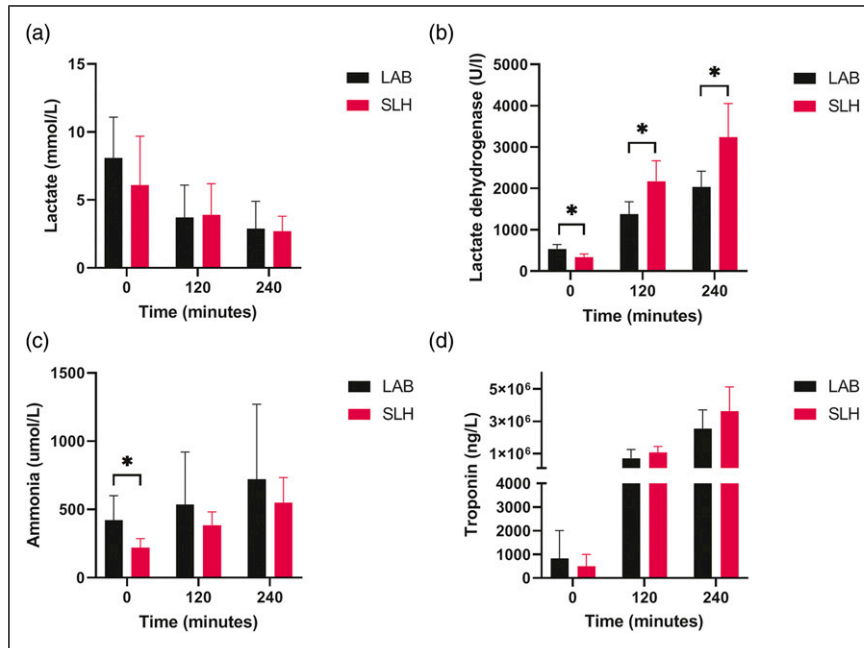 (a)
LAB
SLH
Lactate (mmol/L)
15
10
5
0
0
120
240
Time (minutes)
(b)
LAB
SLH
Lactate dehydrogenase (U/l)
5000
4000
3000
2000
1000
0
*
*
*
0
120
240
Time (minutes)
(c)
LAB
SLH
Ammonia (umol/L)
1500
1000
500
0
*
0
120
240
Time (minutes)
(d)
LAB
SLH
Troponin (ng/L)
5×10⁶
3×10⁶
1×10⁶
4000
3000
2000
1000
0
0
120
240
Time (minutes)